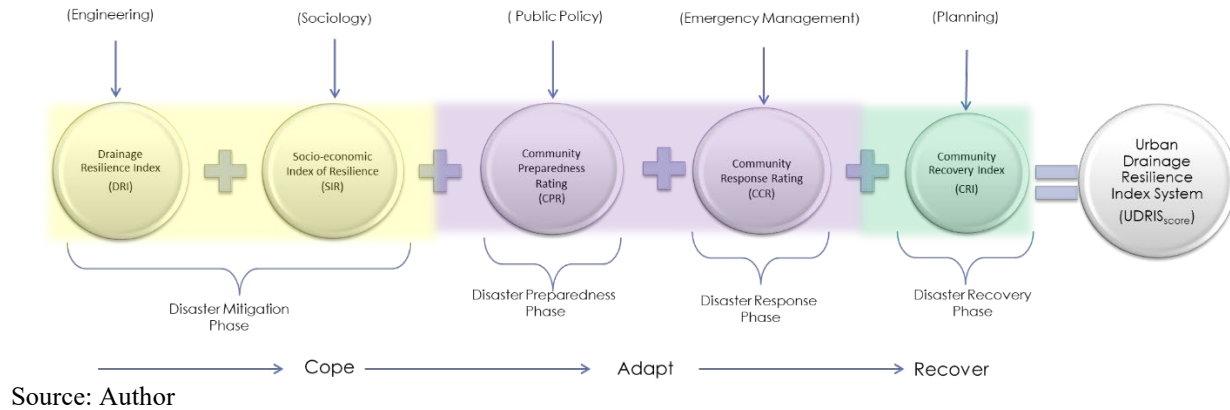 (Engineering)
(Sociology)
( Public Policy)
(Emergency Management)
(Planning)
Drainage
Resilience Index
(DRI)
Socio-economic
Index of Resilience
(SIR)
Community
Preparedness
Rating
(CPR)
Community
Response Rating
(CCR)
Community
Recovery Index
(CRI)
Urban
Drainage
Resilience
Index System
(UDRISscore)
Disaster Mitigation
Phase
Disaster Preparedness
Phase
Disaster Response
Phase
Disaster Recovery
Phase
Cope
Adapt
Recover
Source: Author